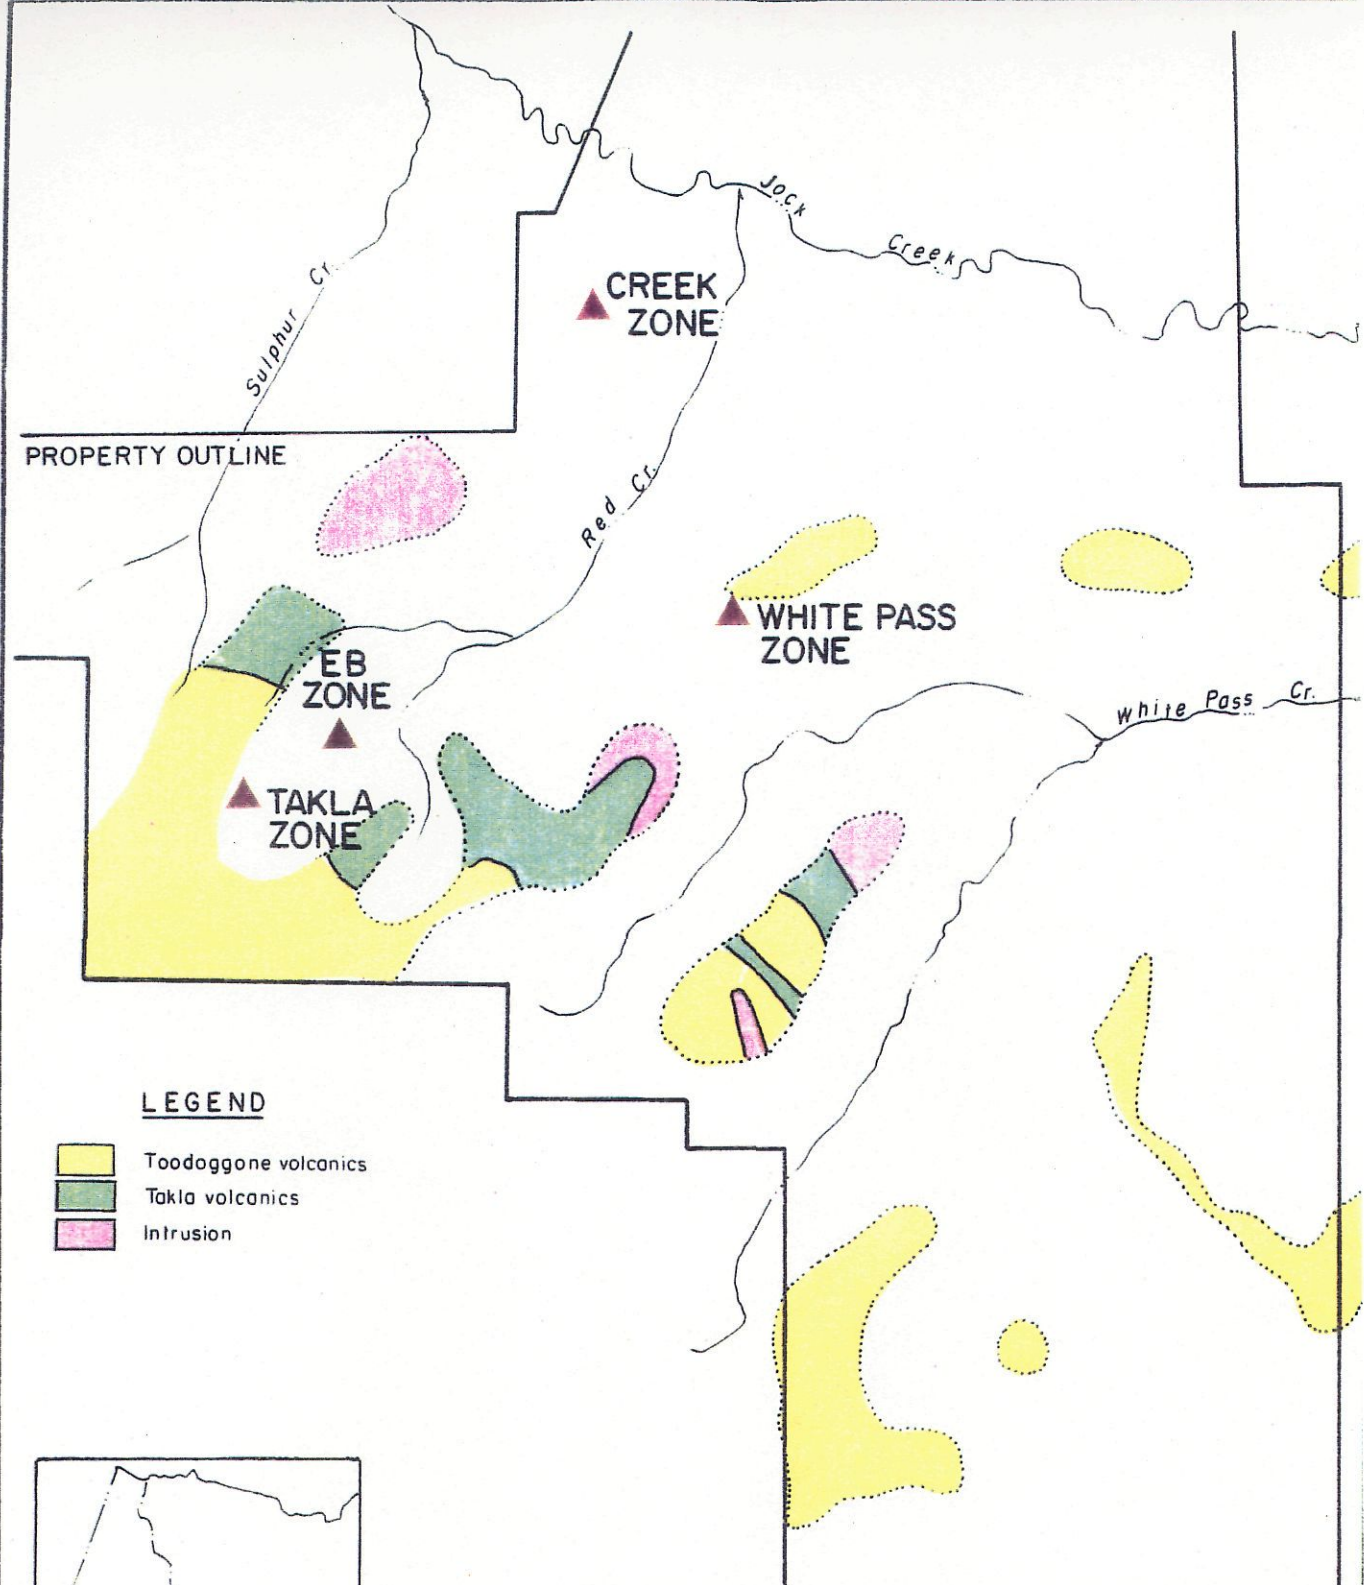 Jock
Creek
Sulphur Cr.
CREEK
ZONE
PROPERTY OUTLINE
Red Cr.
WHITE PASS
ZONE
EB
ZONE
White Pass Cr.
TAKLA
ZONE
LEGEND
Toodoggone volcanics
Takla volcanics
Intrusion